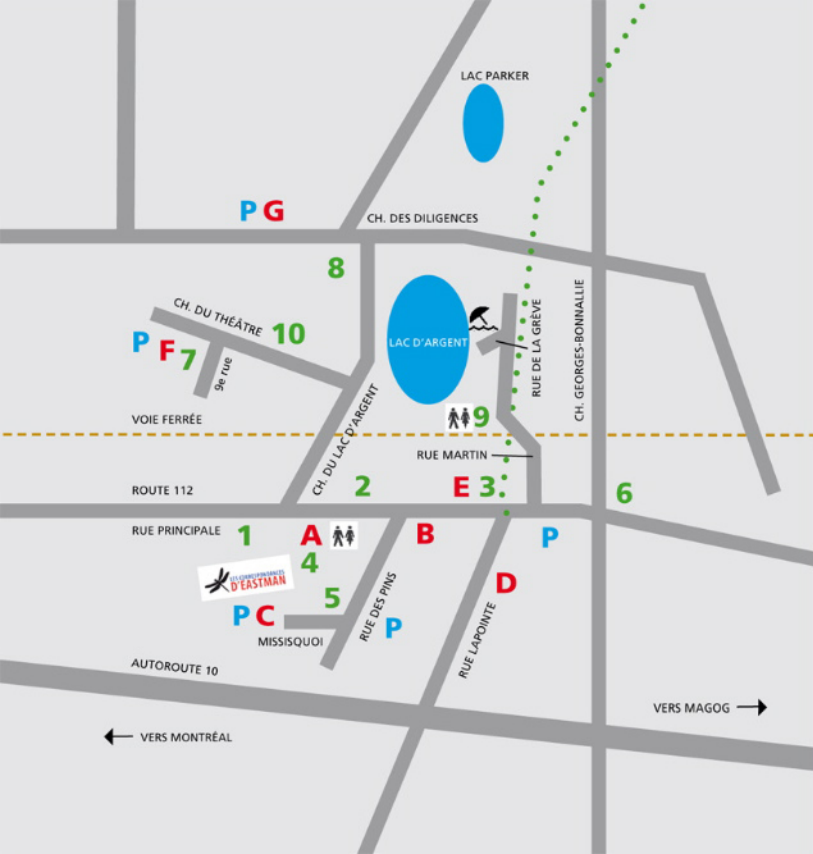 LAC PARKER
P G
CH. DES DILIGENCES
8
CH. DU THÉÂTRE
10
P F 7
9e rue
LAC D'ARGENT
RUE DE LA GRÈVE
CH. GEORGES-BONNALLIE
CH. DU LAC D'ARGENT
VOIE FERRÉE
9
RUE MARTIN
ROUTE 112
2
E 3
6
RUE PRINCIPALE
1
A
B
P
4
LES CORRESPONDANCES
D'EASTMAN
5
D
P C
MISSISQUOI
RUE DES PINS
P
RUE LAPOINTE
AUTOROUTE 10
VERS MAGOG
VERS MONTRÉAL